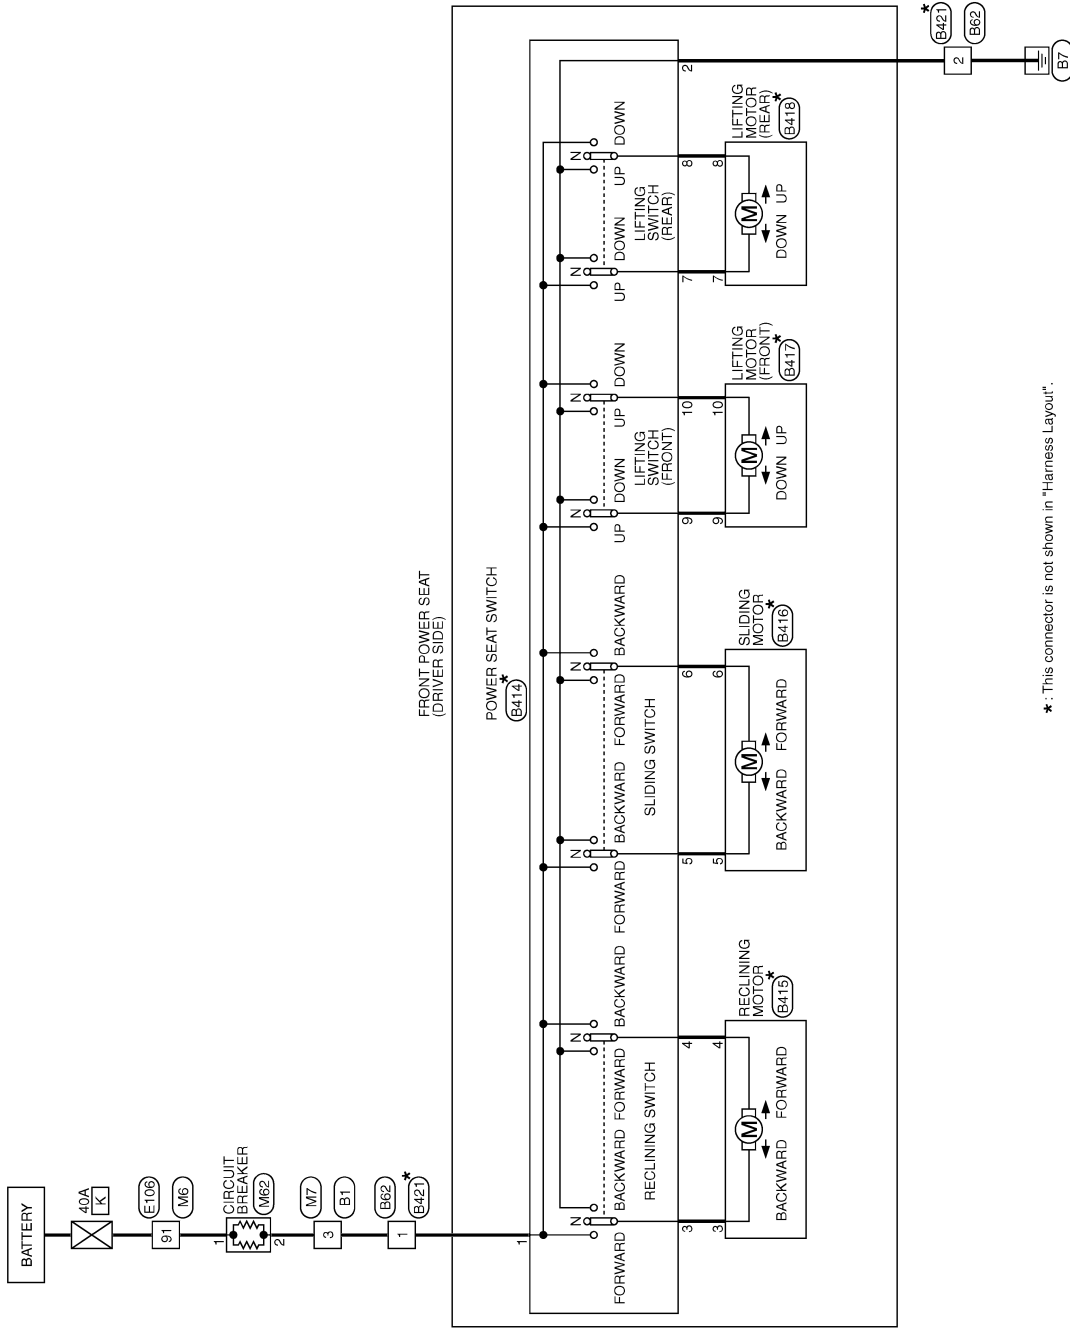 BATTERY
40A
K
91
E106
M6
1
2
CIRCUIT
BREAKER
M62
3
M7
B1
1
B62
B421 *
FRONT POWER SEAT
(DRIVER SIDE)
POWER SEAT SWITCH
B414 *
1
FORWARD
N
BACKWARD
FORWARD
N
BACKWARD
RECLINING SWITCH
FORWARD
N
BACKWARD
FORWARD
N
BACKWARD
SLIDING SWITCH
UP
N
DOWN
UP
N
DOWN
LIFTING
SWITCH
(FRONT)
UP
N
DOWN
UP
N
DOWN
LIFTING
SWITCH
(REAR)
3
4
5
6
9
10
7
8
2
3
4
5
6
9
10
7
8
RECLINING
MOTOR
B415 *
M
BACKWARD
FORWARD
SLIDING
MOTOR
B416 *
M
BACKWARD
FORWARD
LIFTING
MOTOR
(FRONT)
B417 *
M
DOWN
UP
LIFTING
MOTOR
(REAR)
B418 *
M
DOWN
UP
2
B421 *
B62
B7
* : This connector is not shown in "Harness Layout".